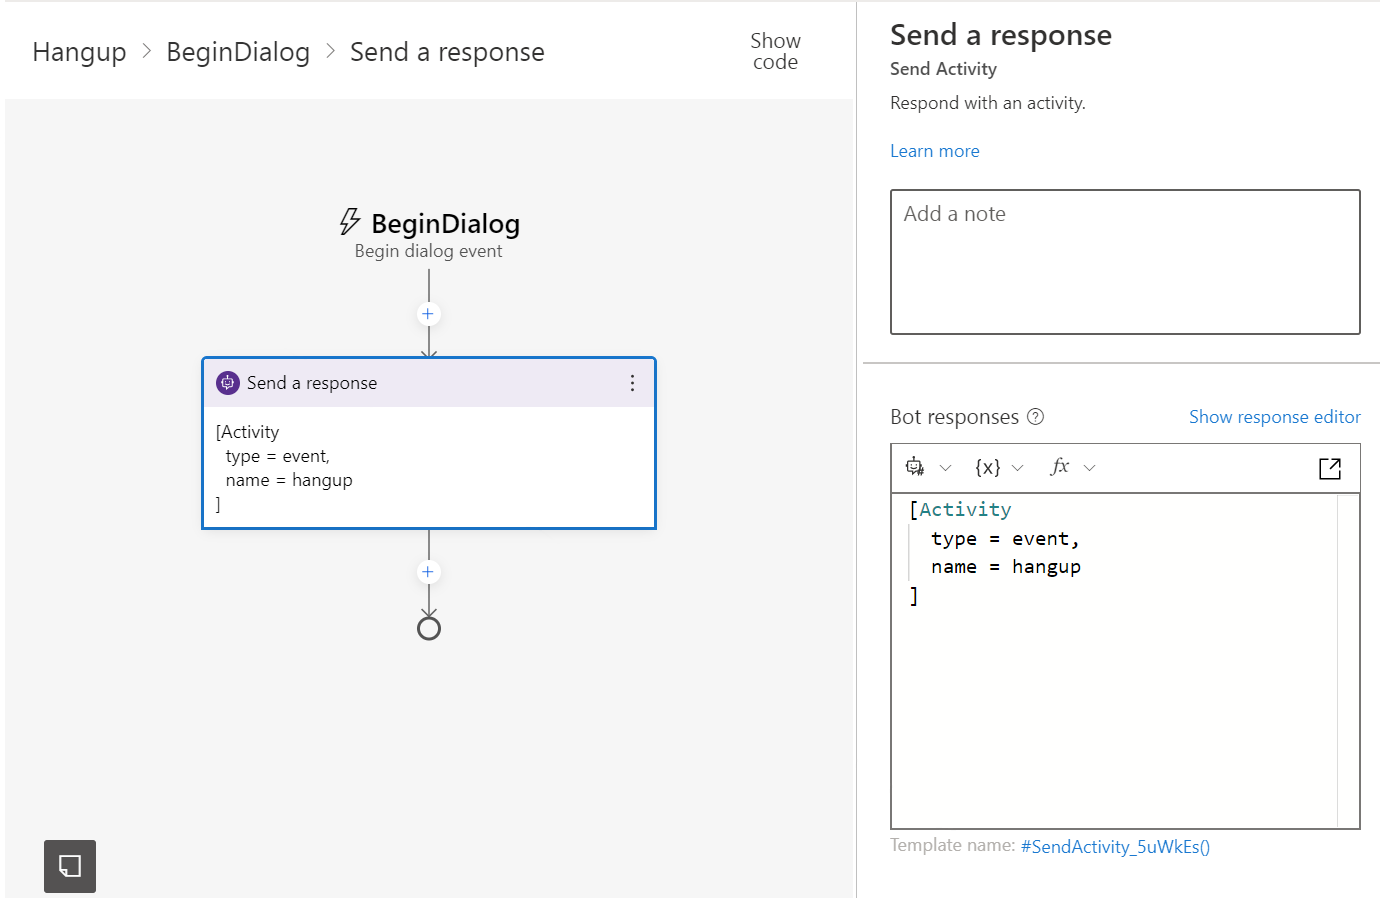 Hangup > BeginDialog > Send a response
Show
code
BeginDialog
Begin dialog event
+
Send a response
[Activity
type = event,
name = hangup
]
+
Send a response
Send Activity
Respond with an activity.
Learn more
Add a note
Bot responses ?
Show response editor
{x} fx
[Activity
type = event,
name = hangup
]
Template name: #SendActivity_5uWkEs()